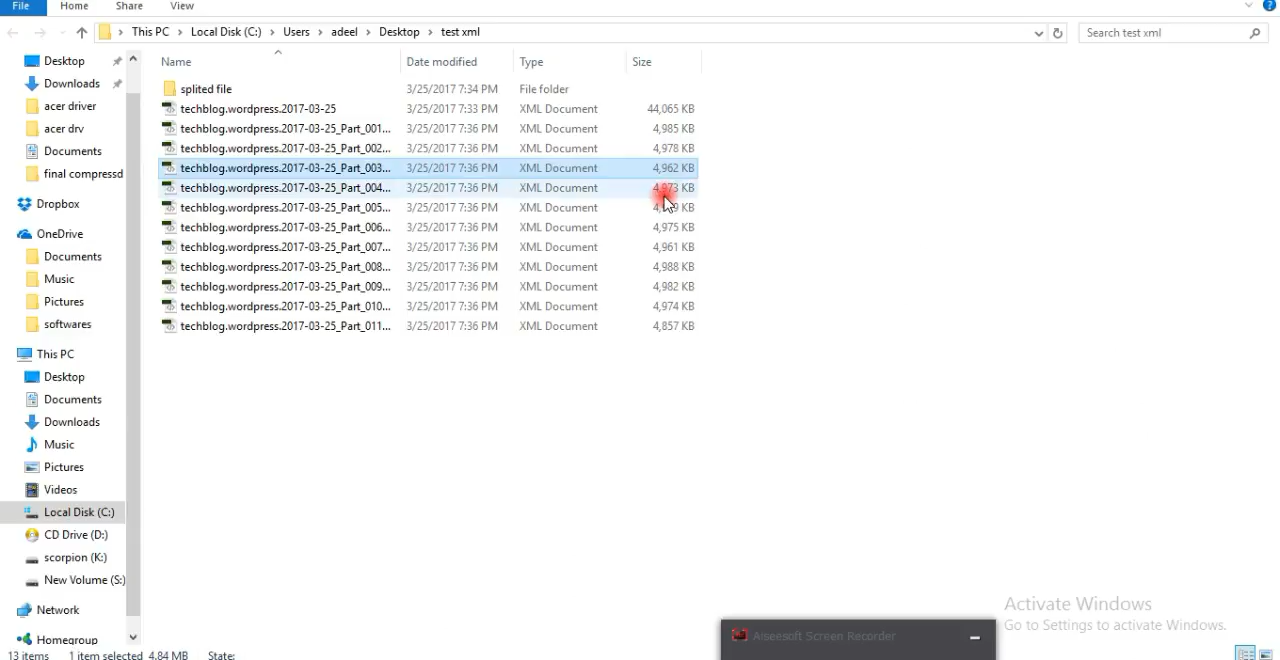 File Home Share View
This PC Local Disk (C:) Users adeel Desktop test xml Search test xml
Name Date modified Type Size
Desktop
Downloads
acer driver
acer drv
Documents
final compressd
Dropbox
OneDrive
Documents
Music
Pictures
softwares
This PC
Desktop
Documents
Downloads
Music
Pictures
Videos
Local Disk (C:)
CD Drive (D:)
scorpion (K:)
New Volume (S:)
Network
Homegroup
splited file 3/25/2017 7:34 PM File folder
techblog.wordpress.2017-03-25 3/25/2017 7:33 PM XML Document 44,065 KB
techblog.wordpress.2017-03-25_Part_001... 3/25/2017 7:36 PM XML Document 4,985 KB
techblog.wordpress.2017-03-25_Part_002... 3/25/2017 7:36 PM XML Document 4,978 KB
techblog.wordpress.2017-03-25_Part_003... 3/25/2017 7:36 PM XML Document 4,962 KB
techblog.wordpress.2017-03-25_Part_004... 3/25/2017 7:36 PM XML Document 4,973 KB
techblog.wordpress.2017-03-25_Part_005... 3/25/2017 7:36 PM XML Document KB
techblog.wordpress.2017-03-25_Part_006... 3/25/2017 7:36 PM XML Document 4,975 KB
techblog.wordpress.2017-03-25_Part_007... 3/25/2017 7:36 PM XML Document 4,961 KB
techblog.wordpress.2017-03-25_Part_008... 3/25/2017 7:36 PM XML Document 4,988 KB
techblog.wordpress.2017-03-25_Part_009... 3/25/2017 7:36 PM XML Document 4,982 KB
techblog.wordpress.2017-03-25_Part_010... 3/25/2017 7:36 PM XML Document 4,974 KB
techblog.wordpress.2017-03-25_Part_011... 3/25/2017 7:36 PM XML Document 4,857 KB
Activate Windows
Go to Settings to activate Windows.
Aiseesoft Screen Recorder
13 items 1 item selected 4.84 MB State: